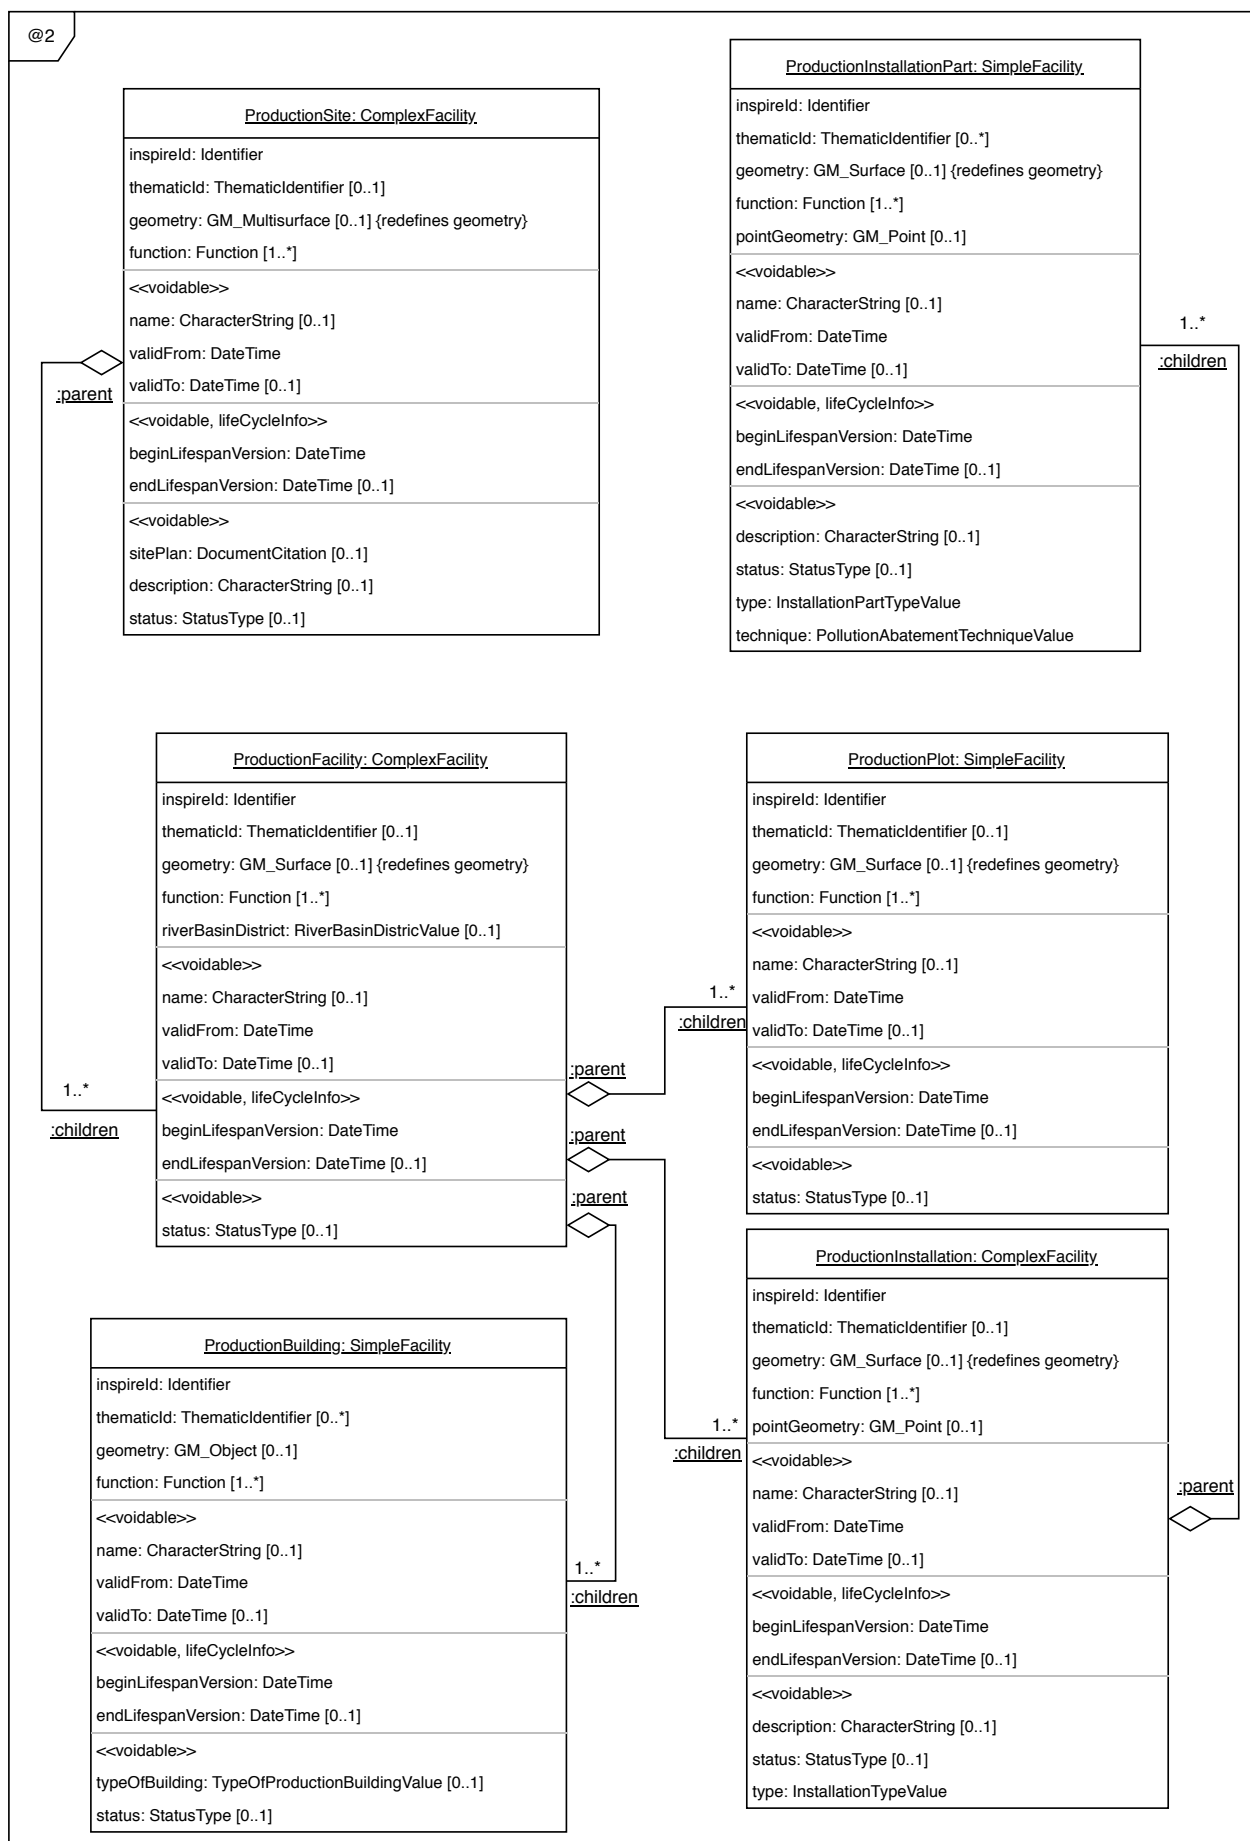 @2
ProductionSite: ComplexFacility
inspireId: Identifier
thematicId: ThematicIdentifier [0..1]
geometry: GM_Multisurface [0..1] {redefines geometry}
function: Function [1..*]
<<voidable>>
name: CharacterString [0..1]
validFrom: DateTime
validTo: DateTime [0..1]
<<voidable, lifeCycleInfo>>
beginLifespanVersion: DateTime
endLifespanVersion: DateTime [0..1]
<<voidable>>
sitePlan: DocumentCitation [0..1]
description: CharacterString [0..1]
status: StatusType [0..1]
:parent
ProductionInstallationPart: SimpleFacility
inspireId: Identifier
thematicId: ThematicIdentifier [0..*]
geometry: GM_Surface [0..1] {redefines geometry}
function: Function [1..*]
pointGeometry: GM_Point [0..1]
<<voidable>>
name: CharacterString [0..1]
validFrom: DateTime
validTo: DateTime [0..1]
<<voidable, lifeCycleInfo>>
beginLifespanVersion: DateTime
endLifespanVersion: DateTime [0..1]
<<voidable>>
description: CharacterString [0..1]
status: StatusType [0..1]
type: InstallationPartTypeValue
technique: PollutionAbatementTechniqueValue
1..*
:children
ProductionFacility: ComplexFacility
inspireId: Identifier
thematicId: ThematicIdentifier [0..1]
geometry: GM_Surface [0..1] {redefines geometry}
function: Function [1..*]
riverBasinDistrict: RiverBasinDistricValue [0..1]
<<voidable>>
name: CharacterString [0..1]
validFrom: DateTime
validTo: DateTime [0..1]
<<voidable, lifeCycleInfo>>
beginLifespanVersion: DateTime
endLifespanVersion: DateTime [0..1]
<<voidable>>
status: StatusType [0..1]
1..*
:children
:parent
:parent
:parent
1..*
:children
ProductionPlot: SimpleFacility
inspireId: Identifier
thematicId: ThematicIdentifier [0..1]
geometry: GM_Surface [0..1] {redefines geometry}
function: Function [1..*]
<<voidable>>
name: CharacterString [0..1]
validFrom: DateTime
validTo: DateTime [0..1]
<<voidable, lifeCycleInfo>>
beginLifespanVersion: DateTime
endLifespanVersion: DateTime [0..1]
<<voidable>>
status: StatusType [0..1]
ProductionBuilding: SimpleFacility
inspireId: Identifier
thematicId: ThematicIdentifier [0..*]
geometry: GM_Object [0..1]
function: Function [1..*]
<<voidable>>
name: CharacterString [0..1]
validFrom: DateTime
validTo: DateTime [0..1]
<<voidable, lifeCycleInfo>>
beginLifespanVersion: DateTime
endLifespanVersion: DateTime [0..1]
<<voidable>>
typeOfBuilding: TypeOfProductionBuildingValue [0..1]
status: StatusType [0..1]
1..*
:children
1..*
:children
ProductionInstallation: ComplexFacility
inspireId: Identifier
thematicId: ThematicIdentifier [0..1]
geometry: GM_Surface [0..1] {redefines geometry}
function: Function [1..*]
pointGeometry: GM_Point [0..1]
<<voidable>>
name: CharacterString [0..1]
validFrom: DateTime
validTo: DateTime [0..1]
<<voidable, lifeCycleInfo>>
beginLifespanVersion: DateTime
endLifespanVersion: DateTime [0..1]
<<voidable>>
description: CharacterString [0..1]
status: StatusType [0..1]
type: InstallationTypeValue
:parent